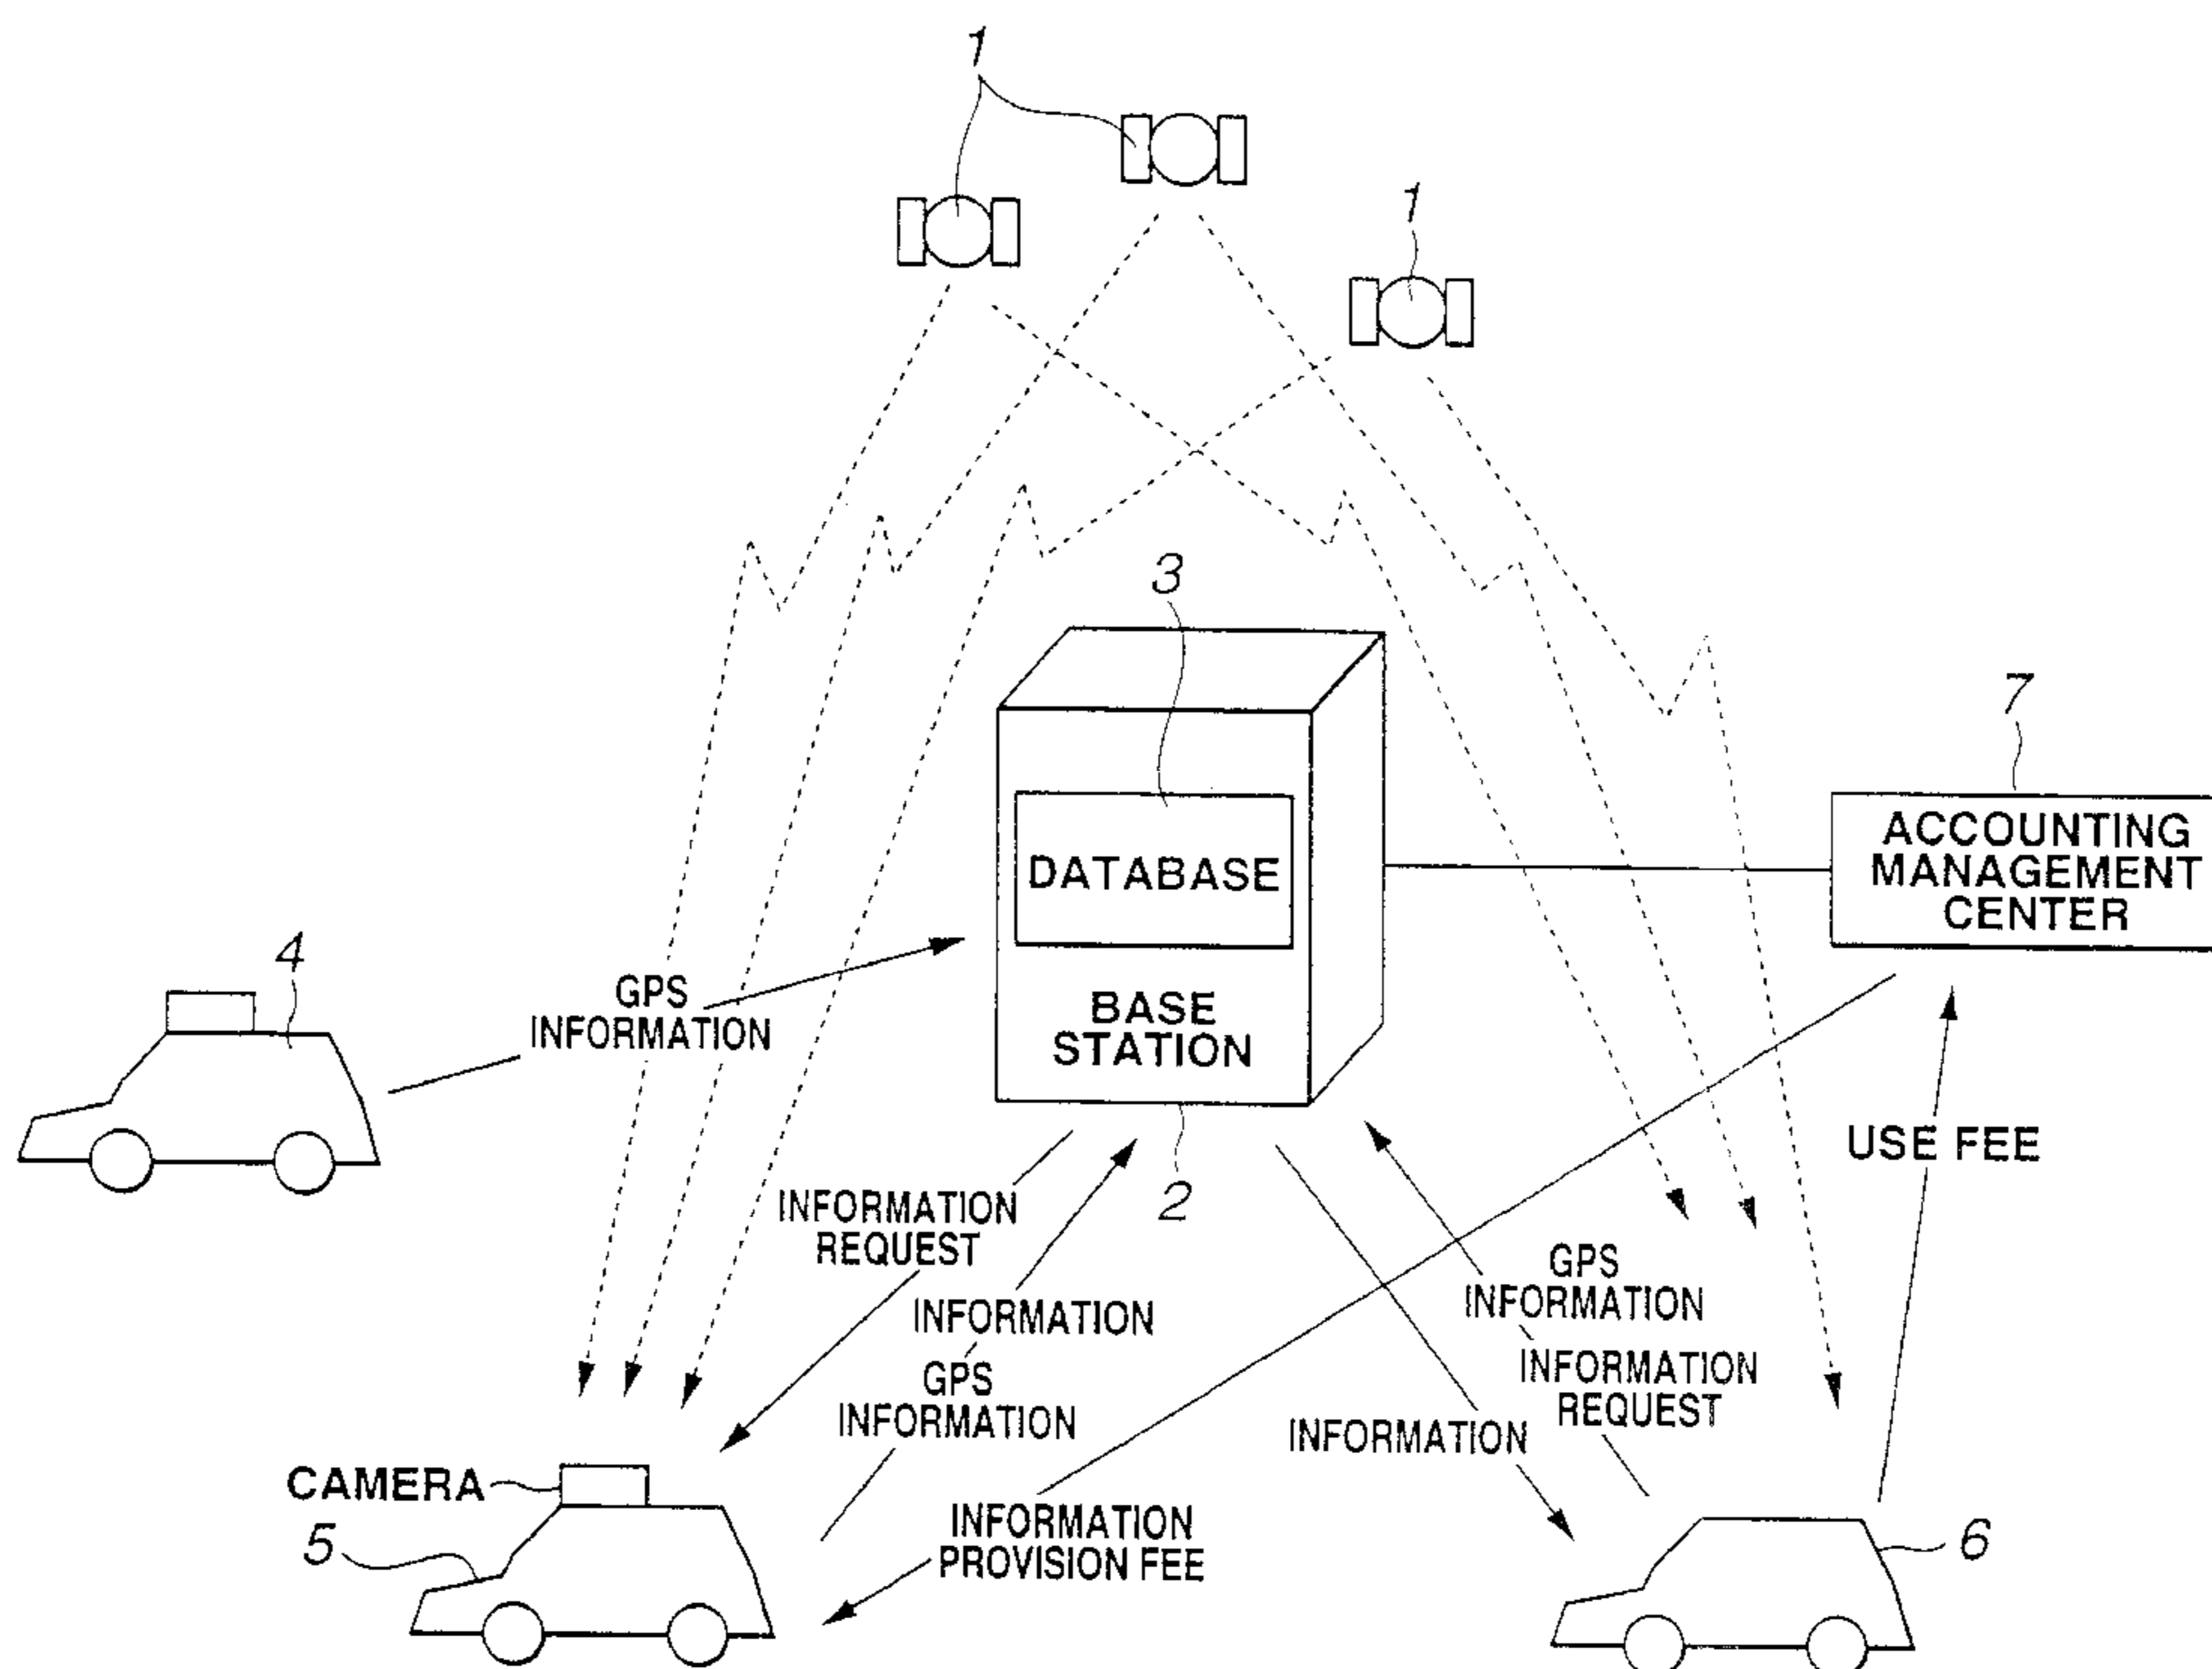 1
1
3
7
DATABASE
ACCOUNTING
MANAGEMENT
CENTER
4
GPS
INFORMATION
BASE
STATION
2
USE FEE
INFORMATION
REQUEST
INFORMATION
GPS
INFORMATION
GPS
INFORMATION
INFORMATION
REQUEST
INFORMATION
CAMERA
5
INFORMATION
PROVISION FEE
6